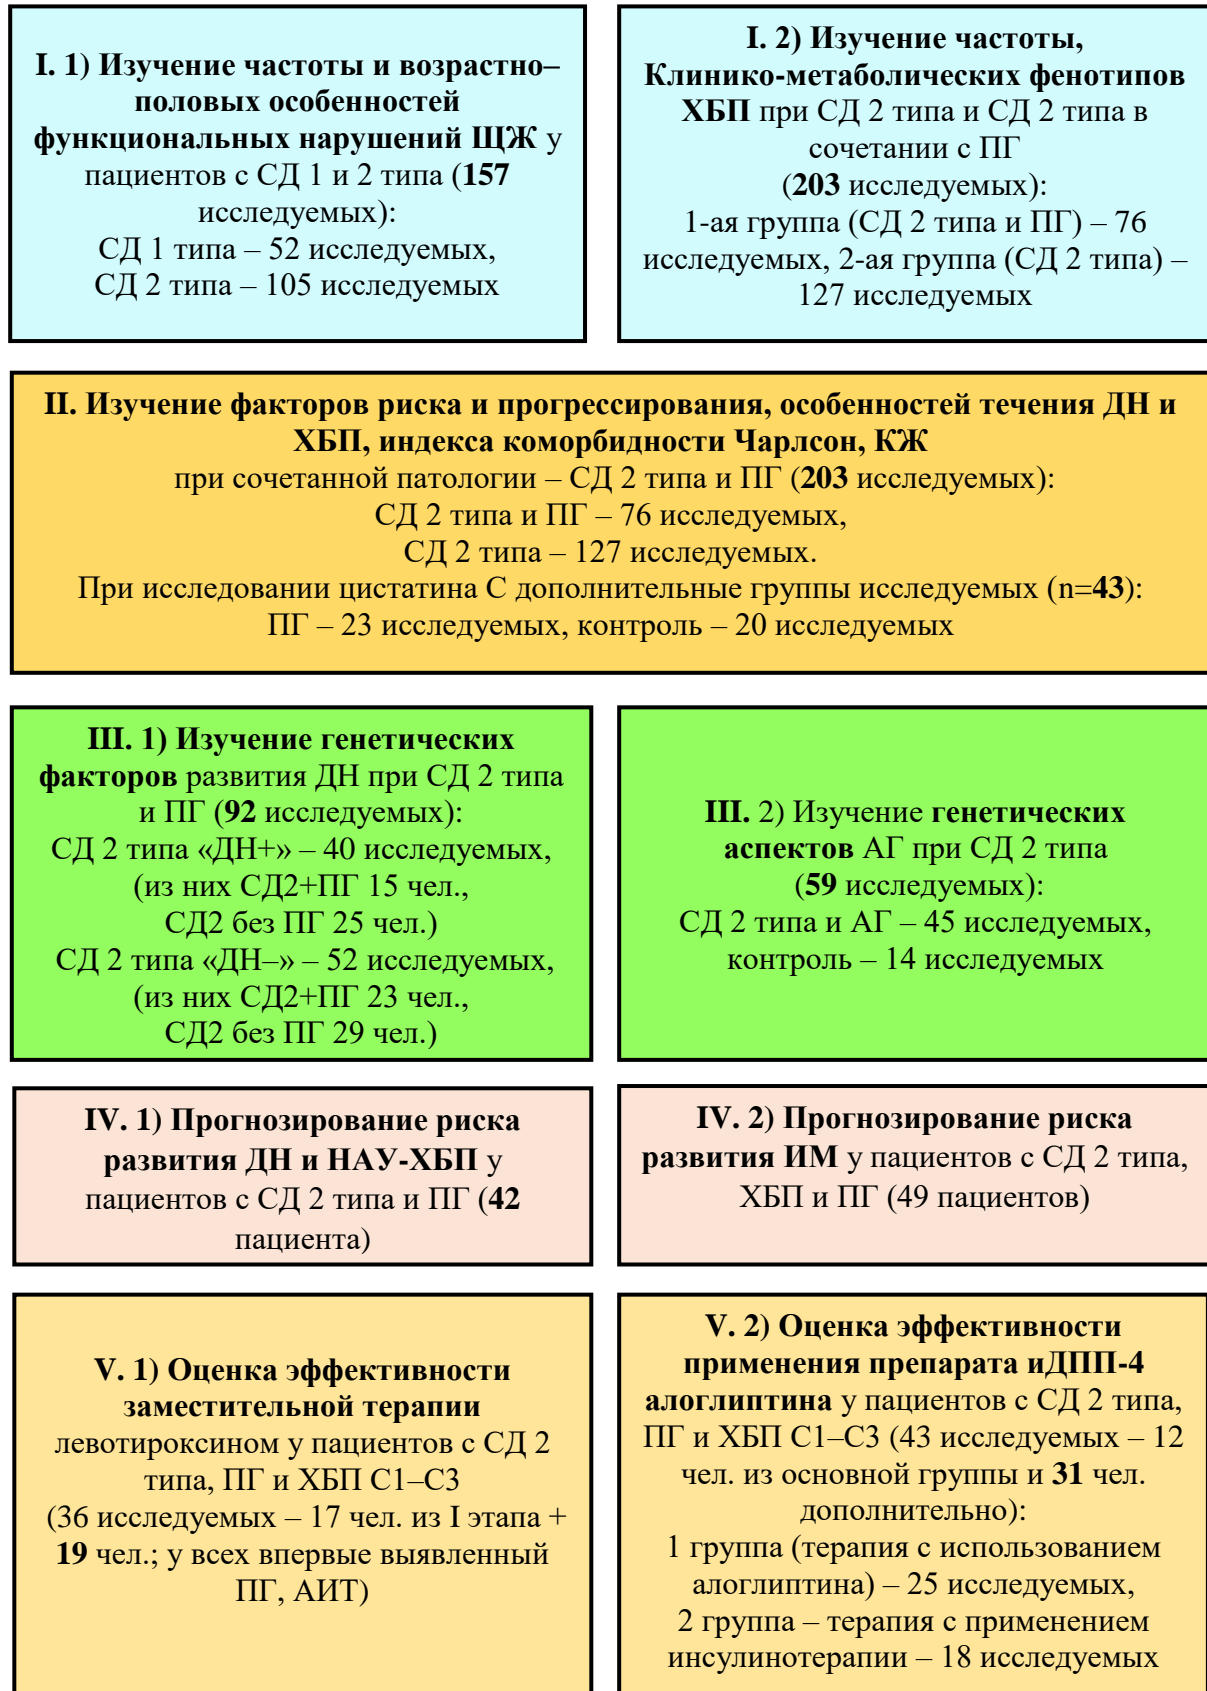 I. 1) Изучение частоты и возрастно–
половых особенностей
функциональных нарушений ЩЖ у
пациентов с СД 1 и 2 типа (157
исследуемых):
СД 1 типа – 52 исследуемых,
СД 2 типа – 105 исследуемых
I. 2) Изучение частоты,
Клинико-метаболических фенотипов
ХБП при СД 2 типа и СД 2 типа в
сочетании с ПГ
(203 исследуемых):
1-ая группа (СД 2 типа и ПГ) – 76
исследуемых, 2-ая группа (СД 2 типа) –
127 исследуемых
II. Изучение факторов риска и прогрессирования, особенностей течения ДН и
ХБП, индекса коморбидности Чарлсон, КЖ
при сочетанной патологии – СД 2 типа и ПГ (203 исследуемых):
СД 2 типа и ПГ – 76 исследуемых,
СД 2 типа – 127 исследуемых.
При исследовании цистатина С дополнительные группы исследуемых (n=43):
ПГ – 23 исследуемых, контроль – 20 исследуемых
III. 1) Изучение генетических
факторов развития ДН при СД 2 типа
и ПГ (92 исследуемых):
СД 2 типа «ДН+» – 40 исследуемых,
(из них СД2+ПГ 15 чел.,
СД2 без ПГ 25 чел.)
СД 2 типа «ДН–» – 52 исследуемых,
(из них СД2+ПГ 23 чел.,
СД2 без ПГ 29 чел.)
III. 2) Изучение генетических
аспектов АГ при СД 2 типа
(59 исследуемых):
СД 2 типа и АГ – 45 исследуемых,
контроль – 14 исследуемых
IV. 1) Прогнозирование риска
развития ДН и НАУ-ХБП у
пациентов с СД 2 типа и ПГ (42
пациента)
IV. 2) Прогнозирование риска
развития ИМ у пациентов с СД 2 типа,
ХБП и ПГ (49 пациентов)
V. 1) Оценка эффективности
заместительной терапии
левотироксином у пациентов с СД 2
типа, ПГ и ХБП С1–С3
(36 исследуемых – 17 чел. из I этапа +
19 чел.; у всех впервые выявленный
ПГ, АИТ)
V. 2) Оценка эффективности
применения препарата иДПП-4
алоглиптина у пациентов с СД 2 типа,
ПГ и ХБП С1–С3 (43 исследуемых – 12
чел. из основной группы и 31 чел.
дополнительно):
1 группа (терапия с использованием
алоглиптина) – 25 исследуемых,
2 группа – терапия с применением
инсулинотерапии – 18 исследуемых